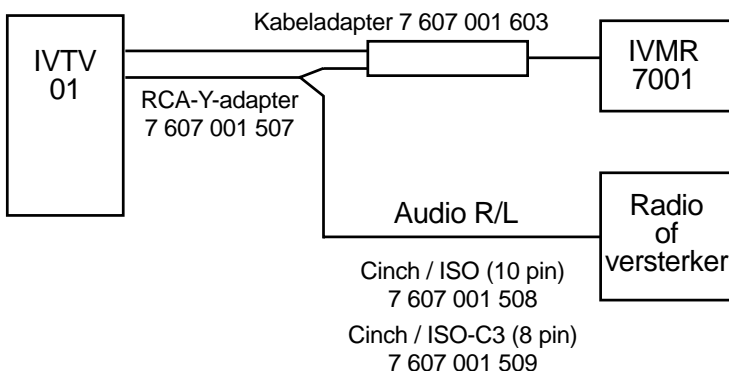 Kabeladapter 7 607 001 603
IVTV
01
IVMR
7001
RCA-Y-adapter
7 607 001 507
Audio R/L
Radio
of
versterker
Cinch / ISO (10 pin)
7 607 001 508
Cinch / ISO-C3 (8 pin)
7 607 001 509